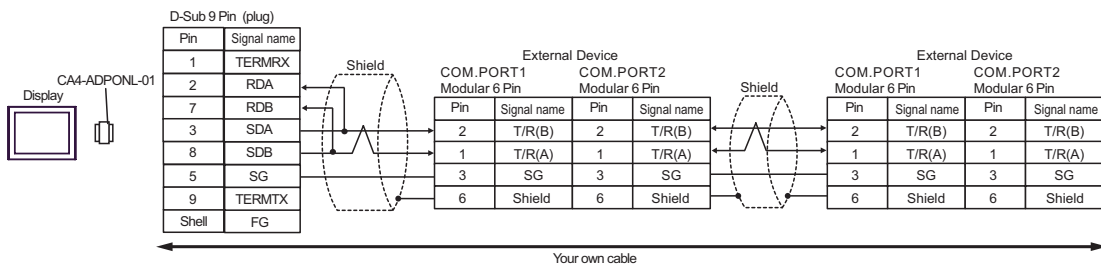 D-Sub 9 Pin (plug)
Pin Signal name
1 TERMRX
2 RDA
7 RDB
3 SDA
8 SDB
5 SG
9 TERMTX
Shell FG
CA4-ADPONL-01
Display
Shield
External Device
COM.PORT1 COM.PORT2
Modular 6 Pin Modular 6 Pin
Pin Signal name Pin Signal name
2 T/R(B) 2 T/R(B)
1 T/R(A) 1 T/R(A)
3 SG 3 SG
6 Shield 6 Shield
Shield
External Device
COM.PORT1 COM.PORT2
Modular 6 Pin Modular 6 Pin
Pin Signal name Pin Signal name
2 T/R(B) 2 T/R(B)
1 T/R(A) 1 T/R(A)
3 SG 3 SG
6 Shield 6 Shield
Your own cable